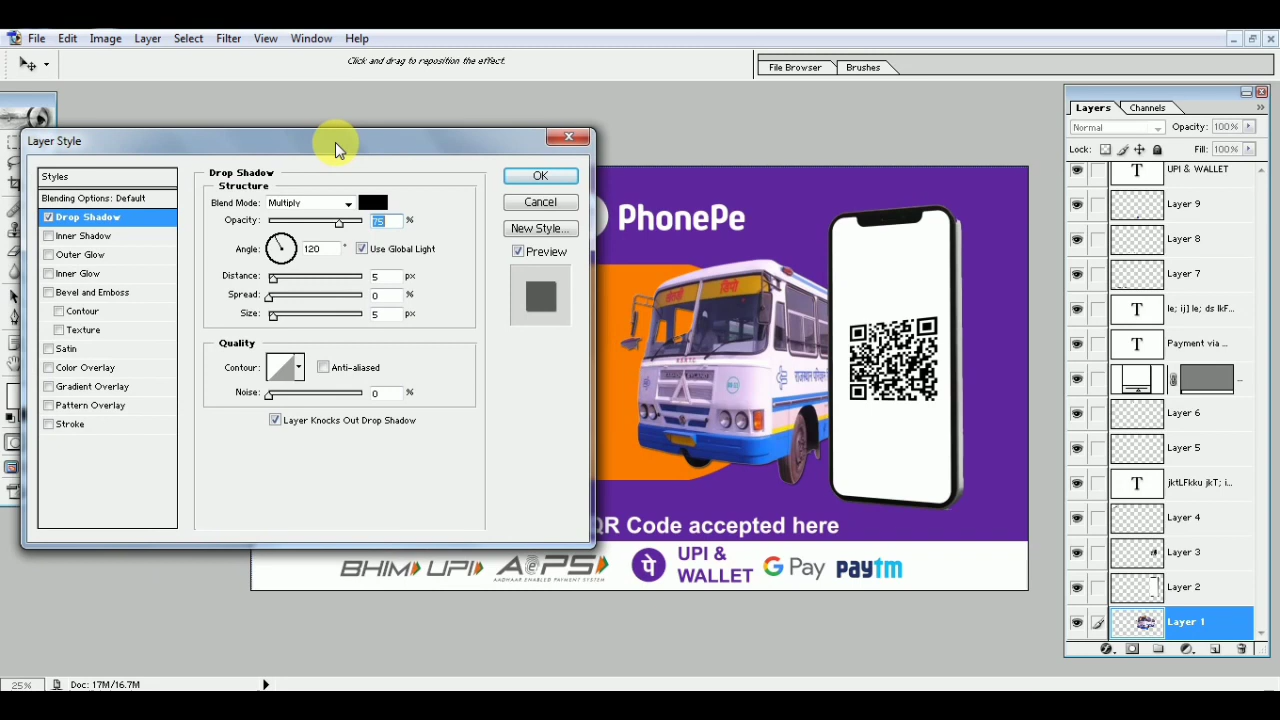 File Edit Image Layer Select Filter View Window Help
Click and drag to reposition the effect.
File Browser Brushes
Layer Style
Styles
Blending Options: Default
Drop Shadow
Inner Shadow
Outer Glow
Inner Glow
Bevel and Emboss
Contour
Texture
Satin
Color Overlay
Gradient Overlay
Pattern Overlay
Stroke
Drop Shadow
Structure
Blend Mode: Multiply
Opacity: 75 %
Angle: 120 ° Use Global Light
Distance: 5 px
Spread: 0 %
Size: 5 px
Quality
Contour: Anti-aliased
Noise: 0 %
Layer Knocks Out Drop Shadow
OK
Cancel
New Style...
Preview
PhonePe
QR Code accepted here
BHIM UPI AePS
AADHAAR ENABLED PAYMENT SYSTEM
पे UPI &
WALLET
G Pay paytm
Layers Channels
Normal Opacity: 100%
Lock: Fill: 100%
T UPI & WALLET
Layer 9
Layer 8
Layer 7
T le; ij] le; ds lkF...
T Payment via ...
Layer 6
Layer 5
T jktLFkku jkT; i...
Layer 4
Layer 3
Layer 2
Layer 1
25% Doc: 17M/16.7M